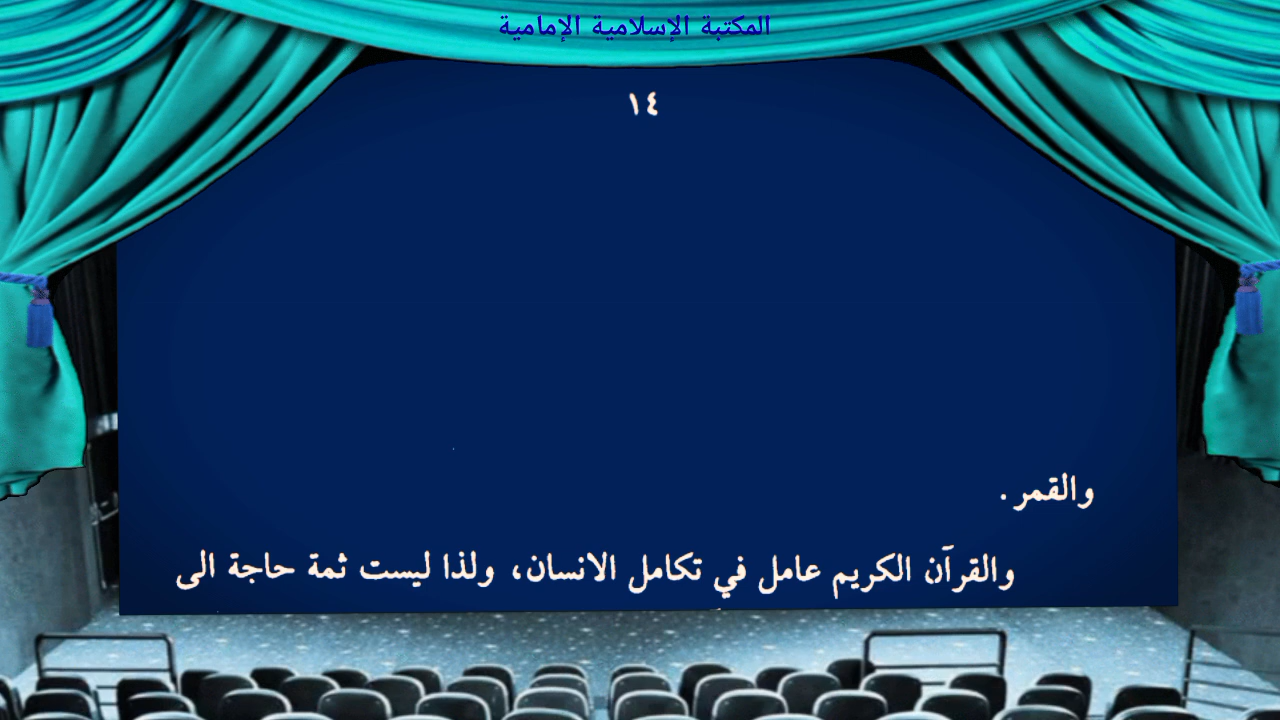 المكتبة الإسلامية الإمامية
١٤
والقمر .
والقرآن الكريم عامل في تكامل الانسان، ولذا ليست ثمة حاجة الى